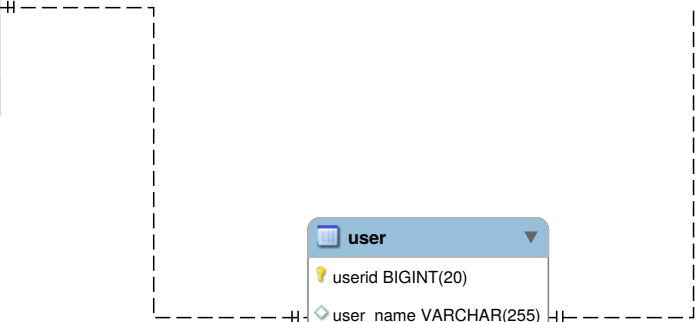 user
userid BIGINT(20)
user_name VARCHAR(255)